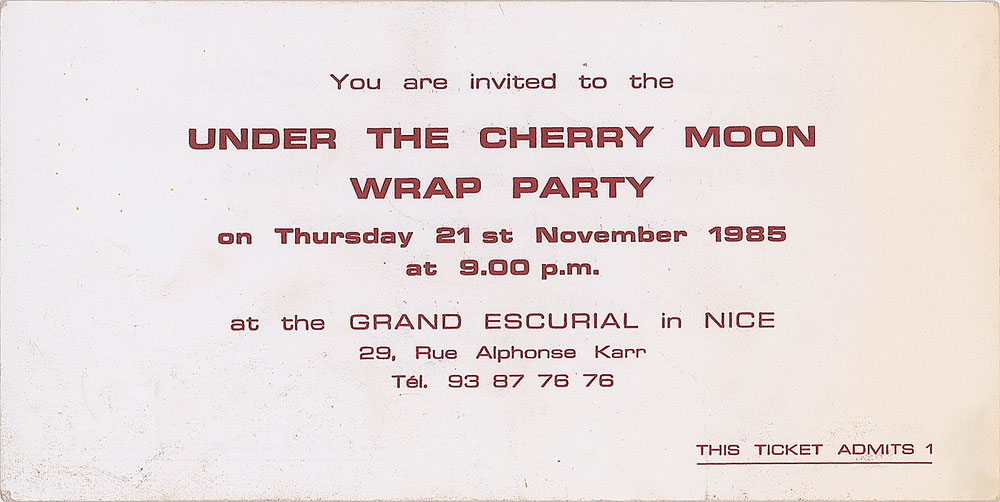 You are invited to the
UNDER THE CHERRY MOON
WRAP PARTY
on Thursday 21 st November 1985
at 9.00 p.m.
at the GRAND ESCURIAL in NICE
29, Rue Alphonse Karr
Tél. 93 87 76 76
THIS TICKET ADMITS 1